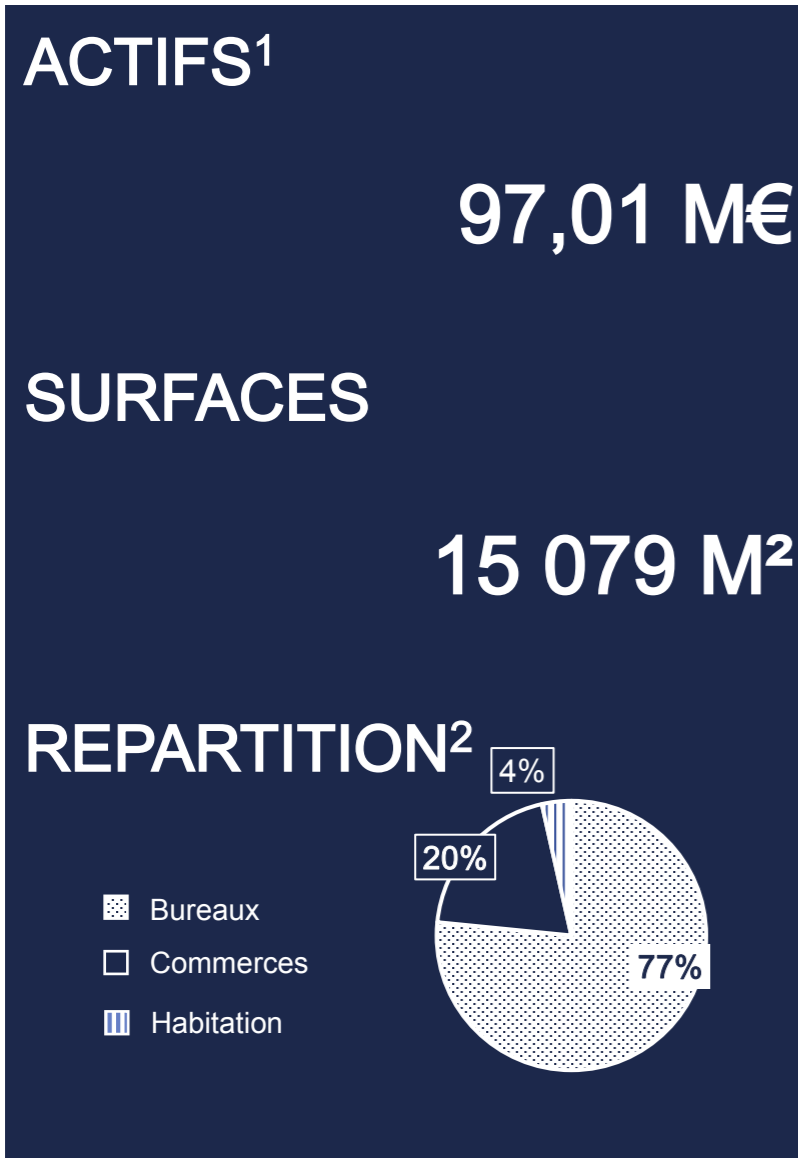 ACTIFS¹
97,01 M€
SURFACES
15 079 M²
REPARTITION²
4%
20%
77%
Bureaux
Commerces
Habitation